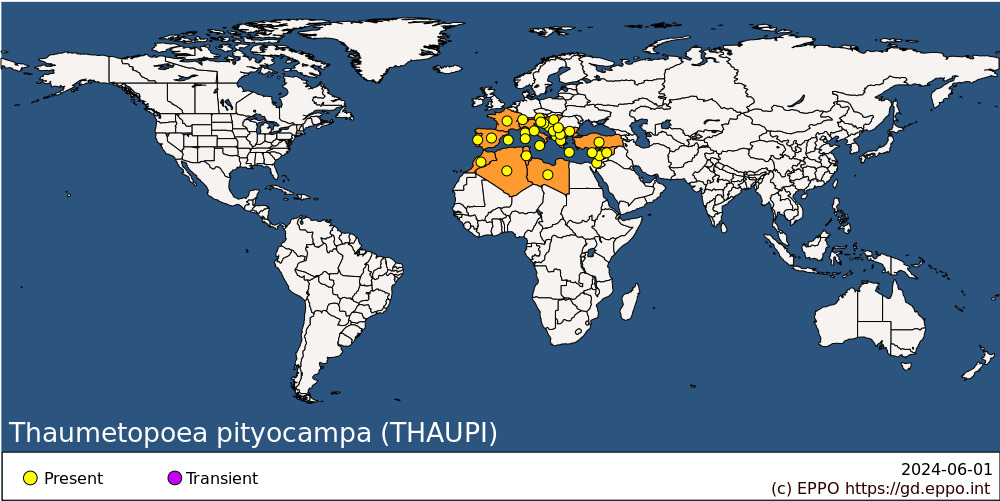 Thaumetopoea pityocampa (THAUPI)
Present
Transient
2024-06-01
(c) EPPO https://gd.eppo.int